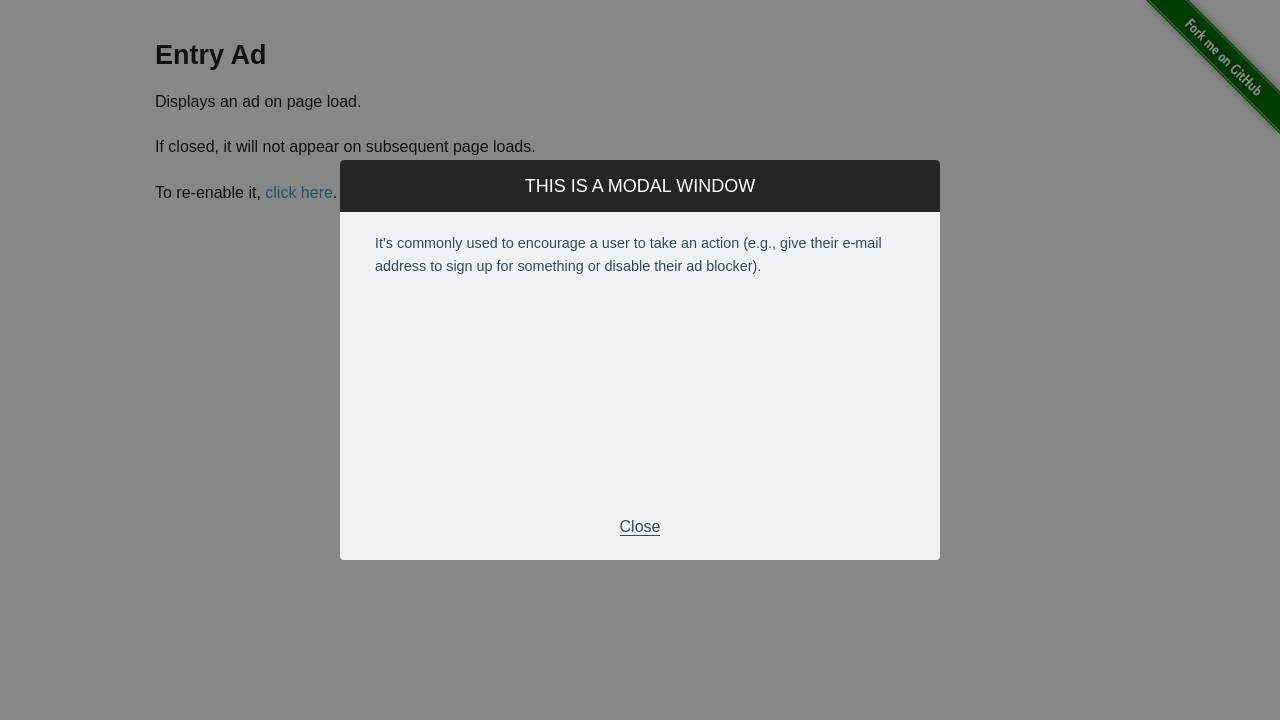 Entry Ad
Displays an ad on page load.
If closed, it will not appear on subsequent page loads.
To re-enable it, click here.
THIS IS A MODAL WINDOW
It's commonly used to encourage a user to take an action (e.g., give their e-mail
address to sign up for something or disable their ad blocker).
Close
Fork me on GitHub